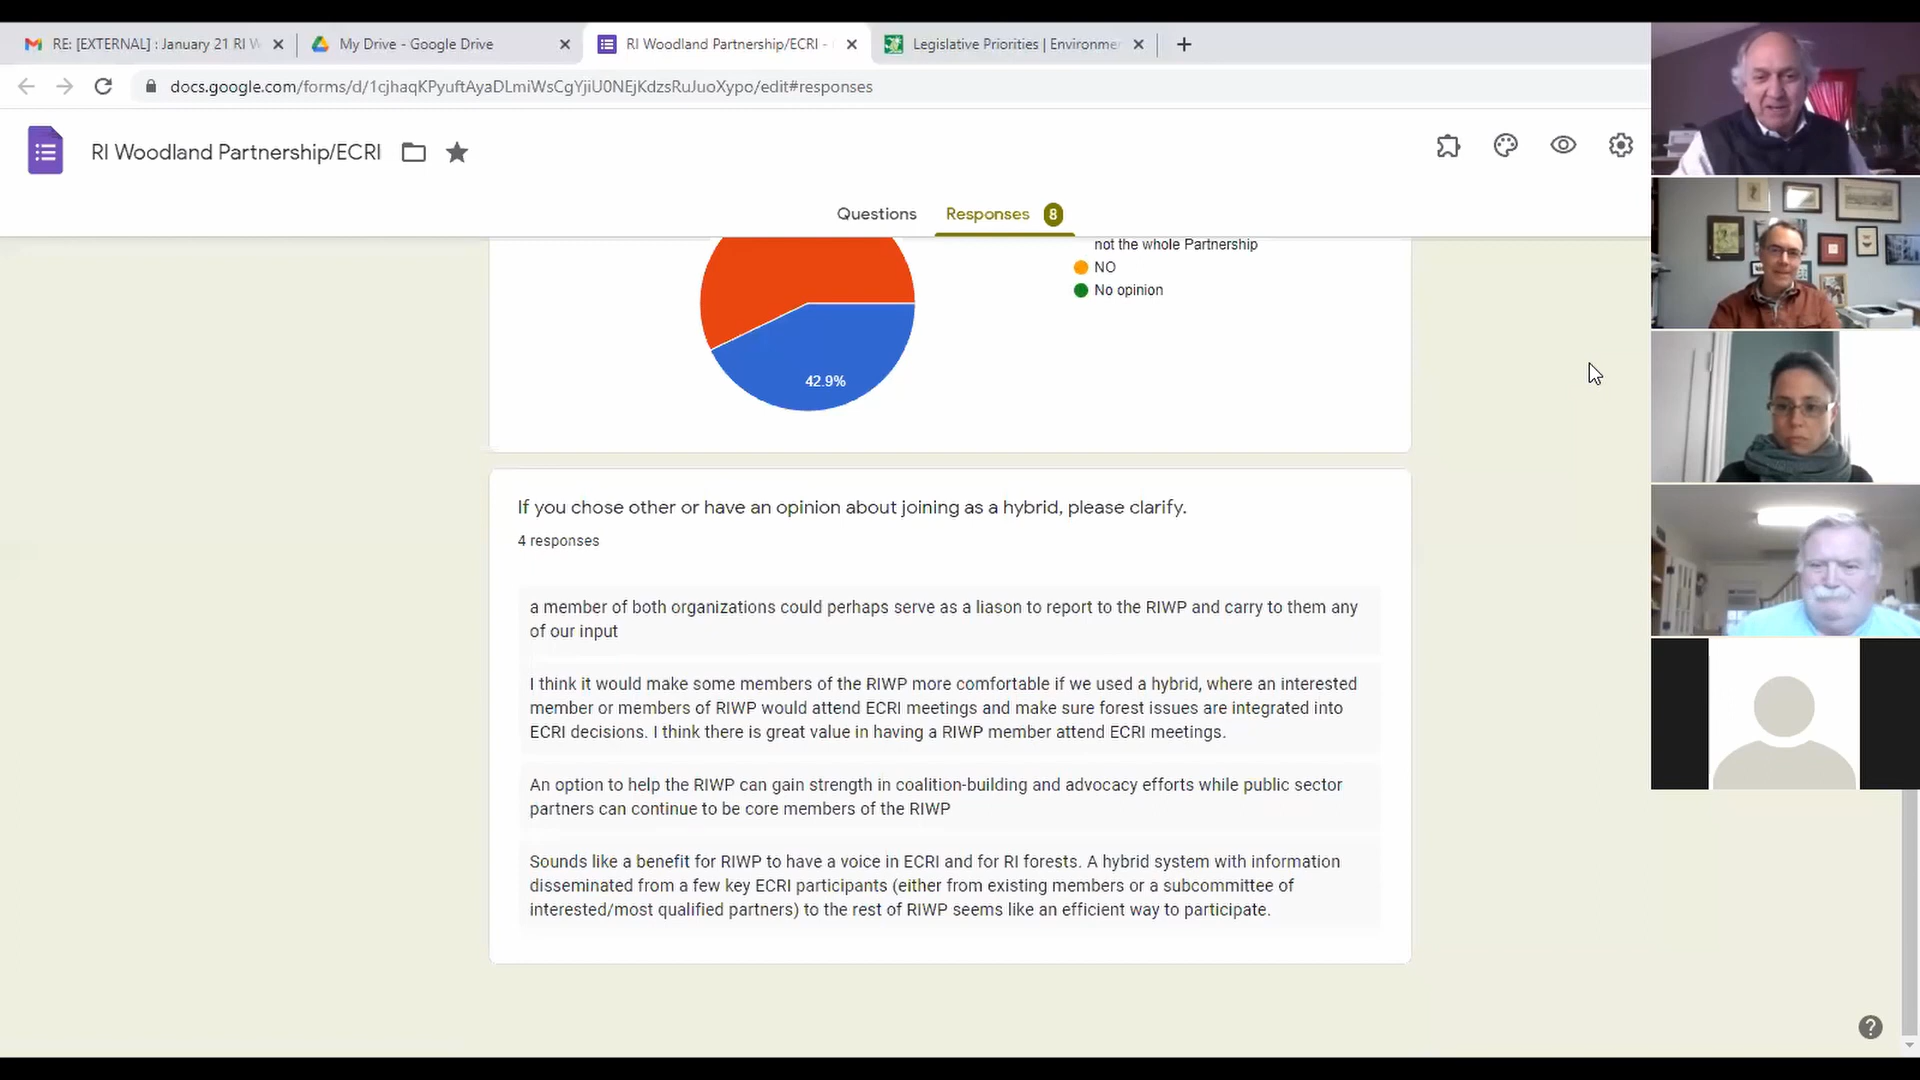 RE: [EXTERNAL] : January 21 RI W
My Drive - Google Drive
RI Woodland Partnership/ECRI -
Legislative Priorities | Environme
docs.google.com/forms/d/1cjhaqKPyuftAyaDLmiWsCgYjiU0NEjKdzsRuJuoXypo/edit#responses
RI Woodland Partnership/ECRI
Questions
Responses 8
not the whole Partnership
NO
No opinion
42.9%
If you chose other or have an opinion about joining as a hybrid, please clarify.
4 responses
a member of both organizations could perhaps serve as a liason to report to the RIWP and carry to them any
of our input
I think it would make some members of the RIWP more comfortable if we used a hybrid, where an interested
member or members of RIWP would attend ECRI meetings and make sure forest issues are integrated into
ECRI decisions. I think there is great value in having a RIWP member attend ECRI meetings.
An option to help the RIWP can gain strength in coalition-building and advocacy efforts while public sector
partners can continue to be core members of the RIWP
Sounds like a benefit for RIWP to have a voice in ECRI and for RI forests. A hybrid system with information
disseminated from a few key ECRI participants (either from existing members or a subcommittee of
interested/most qualified partners) to the rest of RIWP seems like an efficient way to participate.